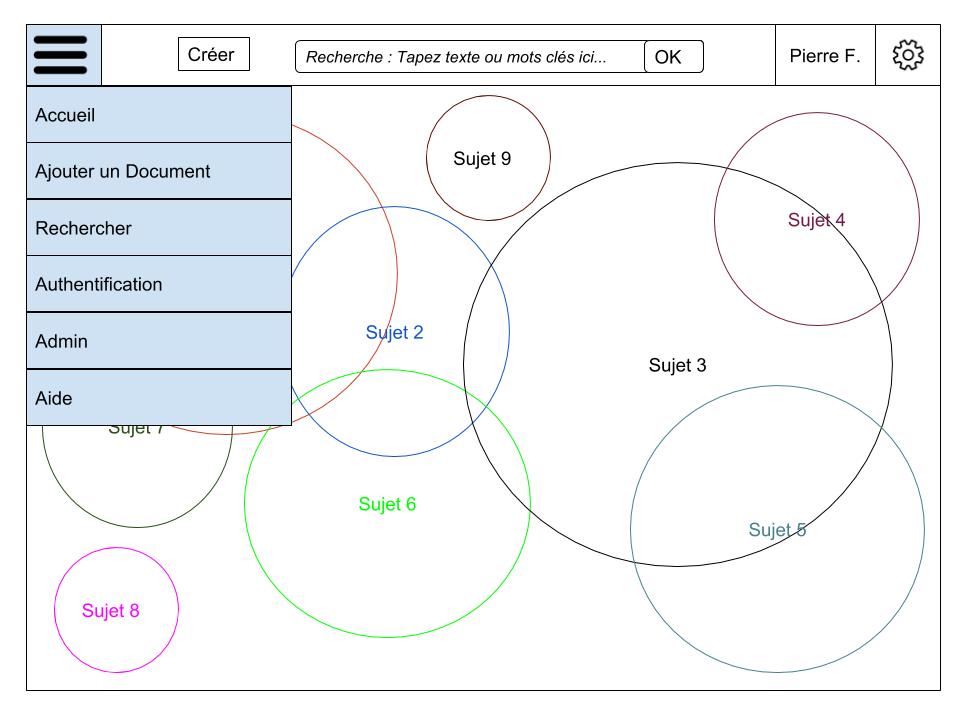 Créer
Recherche : Tapez texte ou mots clés ici...
OK
Pierre F.
Accueil
Ajouter un Document
Rechercher
Authentification
Admin
Aide
Sujet 9
Sujet 4
Sujet 2
Sujet 3
Sujet 7
Sujet 6
Sujet 5
Sujet 8